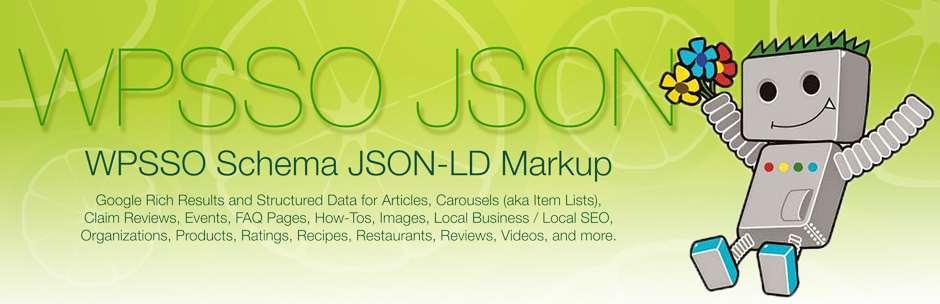 WPSSO JSON
WPSSO Schema JSON-LD Markup
Google Rich Results and Structured Data for Articles, Carousels (aka Item Lists),
Claim Reviews, Events, FAQ Pages, How-Tos, Images, Local Business / Local SEO,
Organizations, Products, Ratings, Recipes, Restaurants, Reviews, Videos, and more.